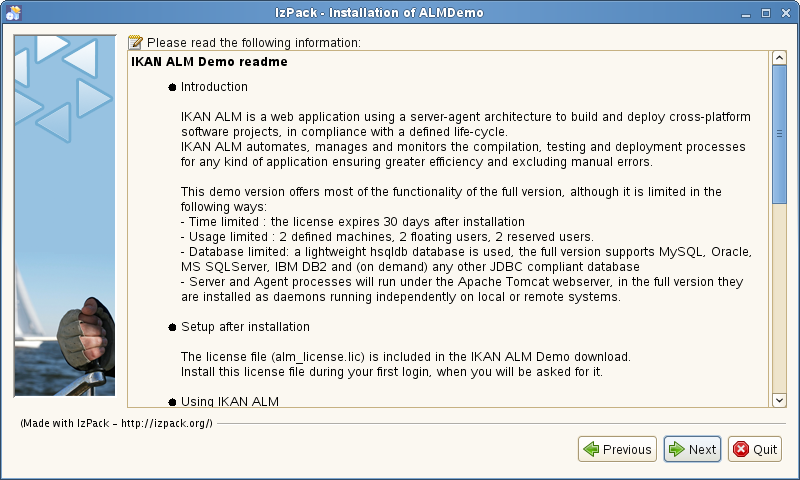 IzPack - Installation of ALMDemo
Please read the following information:
IKAN ALM Demo readme
● Introduction
IKAN ALM is a web application using a server-agent architecture to build and deploy cross-platform
software projects, in compliance with a defined life-cycle.
IKAN ALM automates, manages and monitors the compilation, testing and deployment processes
for any kind of application ensuring greater efficiency and excluding manual errors.
This demo version offers most of the functionality of the full version, although it is limited in the
following ways:
- Time limited : the license expires 30 days after installation
- Usage limited : 2 defined machines, 2 floating users, 2 reserved users.
- Database limited: a lightweight hsqldb database is used, the full version supports MySQL, Oracle,
MS SQLServer, IBM DB2 and (on demand) any other JDBC compliant database
- Server and Agent processes will run under the Apache Tomcat webserver, in the full version they
are installed as daemons running independently on local or remote systems.
● Setup after installation
The license file (alm_license.lic) is included in the IKAN ALM Demo download.
Install this license file during your first login, when you will be asked for it.
● Using IKAN ALM
(Made with IzPack - http://izpack.org/)
Previous
Next
Quit